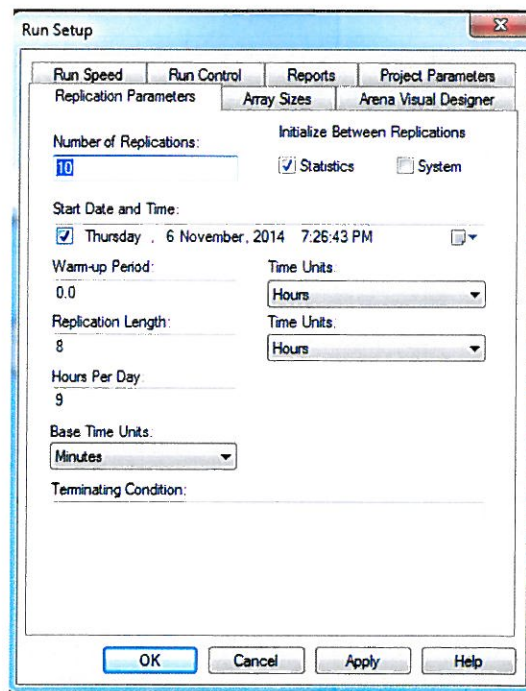 Run Setup
Run Speed Run Control Reports Project Parameters
Replication Parameters Array Sizes Arena Visual Designer
Number of Replications: Initialize Between Replications
10 Statistics System
Start Date and Time:
Thursday , 6 November, 2014 7:26:43 PM
Warm-up Period: Time Units:
0.0 Hours
Replication Length: Time Units:
8 Hours
Hours Per Day:
9
Base Time Units:
Minutes
Terminating Condition:
OK Cancel Apply Help